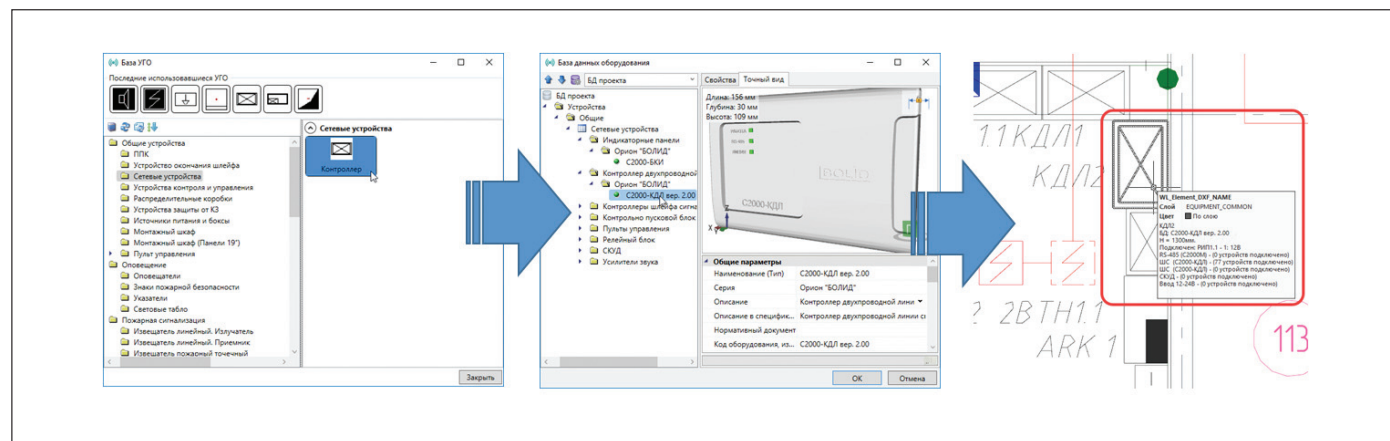 База УГО
Последние использовавшиеся УГО
Общие устройства
ППК
Устройство окончания шлейфа
Сетевые устройства
Устройства контроля и управления
Распределительные коробки
Устройства защиты от КЗ
Источники питания и боксы
Монтажный шкаф
Монтажный шкаф (Панели 19")
Пульт управления
Оповещение
Оповещатели
Знаки пожарной безопасности
Указатели
Световые табло
Пожарная сигнализация
Извещатель линейный. Излучатель
Извещатель линейный. Приемник
Извещатель пожарный точечный
Сетевые устройства
Контроллер
Закрыть
База данных оборудования
БД проекта
БД проекта
Устройства
Общие
Сетевые устройства
Индикаторные панели
Орион "БОЛИД"
С2000-БКИ
Контроллер двухпроводной
Орион "БОЛИД"
С2000-КДЛ вер. 2.00
Контроллеры шлейфа сигна
Контрольно пусковой блок
Пульты управления
Релейный блок
СКУД
Усилители звука
Свойства Точный вид
Длина: 156 мм
Глубина: 30 мм
Высота: 109 мм
BOLID
С2000-КДЛ
Z
X
Общие параметры
Наименование (Тип) С2000-КДЛ вер. 2.00
Серия Орион "БОЛИД"
Описание Контроллер двухпроводной лини
Описание в специфик... Контроллер двухпроводной линии сı
Нормативный документ
Код оборудования, из... С2000-КДЛ вер. 2.00
OK Отмена
1.1КДЛ1
КДЛ2
WL_Element_DXF_NAME
Слой EQUIPMENT_COMMON
Цвет По слою
КДЛ2
БД: С2000-КДЛ вер. 2.00
H = 1300мм.
Подключен: РИП1.1 - 1: 12В
RS-485 (С2000М) - (0 устройств подключено)
ШС (С2000-КДЛ) - (77 устройств подключено)
ШС (С2000-КДЛ) - (0 устройств подключено)
СКУД - (0 устройств подключено)
Ввод 12-24В - (0 устройств подключено)
2 2ВТН1.1
ARK 1
113